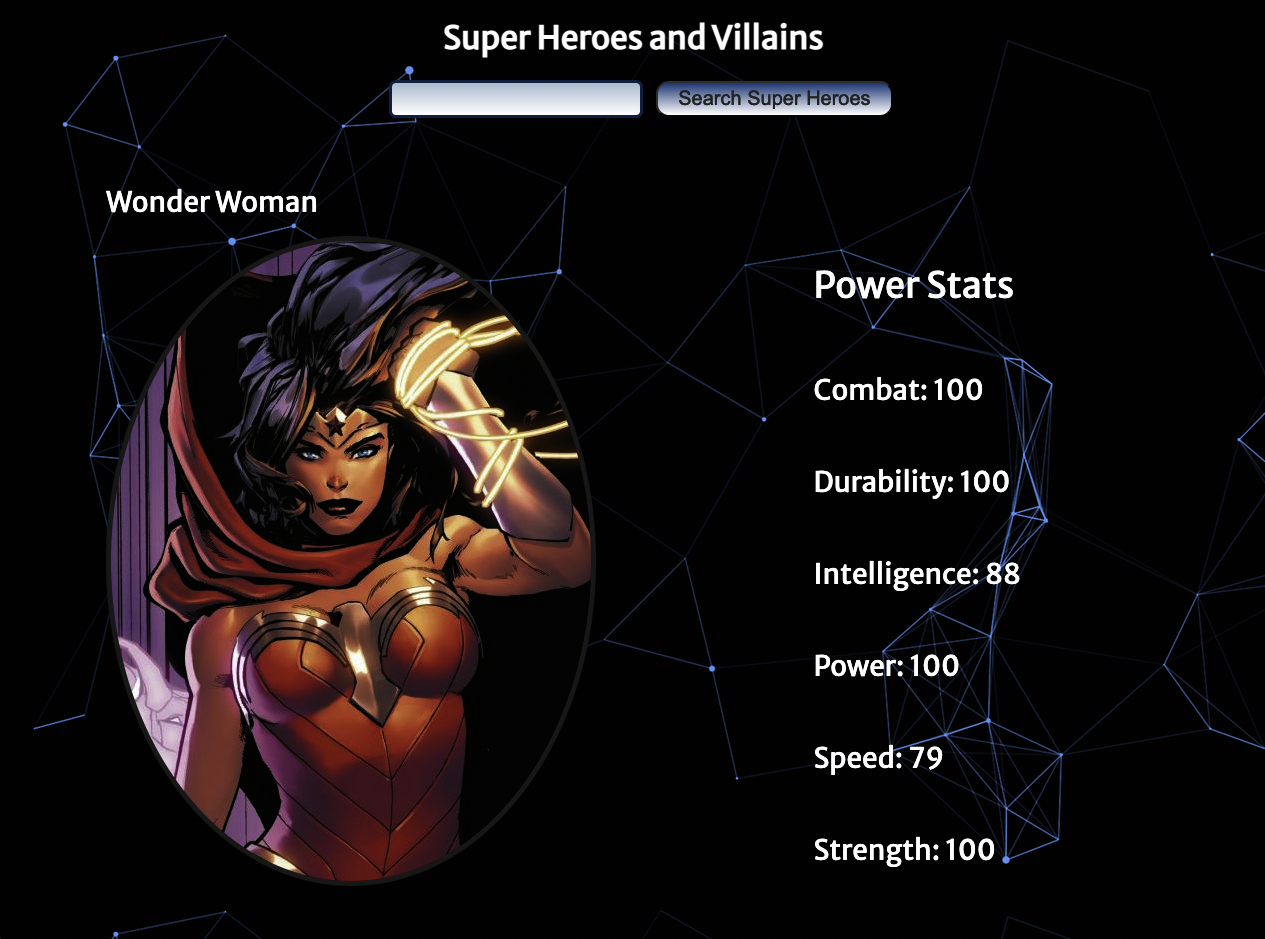 Super Heroes and Villains
Search Super Heroes
Wonder Woman
Power Stats
Combat: 100
Durability: 100
Intelligence: 88
Power: 100
Speed: 79
Strength: 100